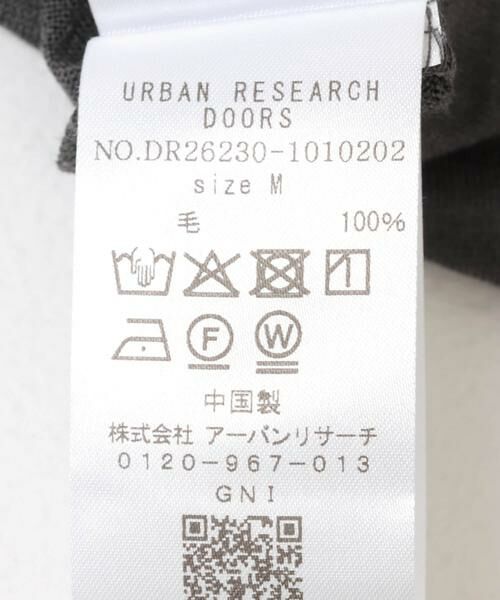 URBAN RESEARCH
DOORS
NO.DR26230-1010202
size M
毛 100%
F W
中国製
株式会社 アーバンリサーチ
0120-967-013
GNI